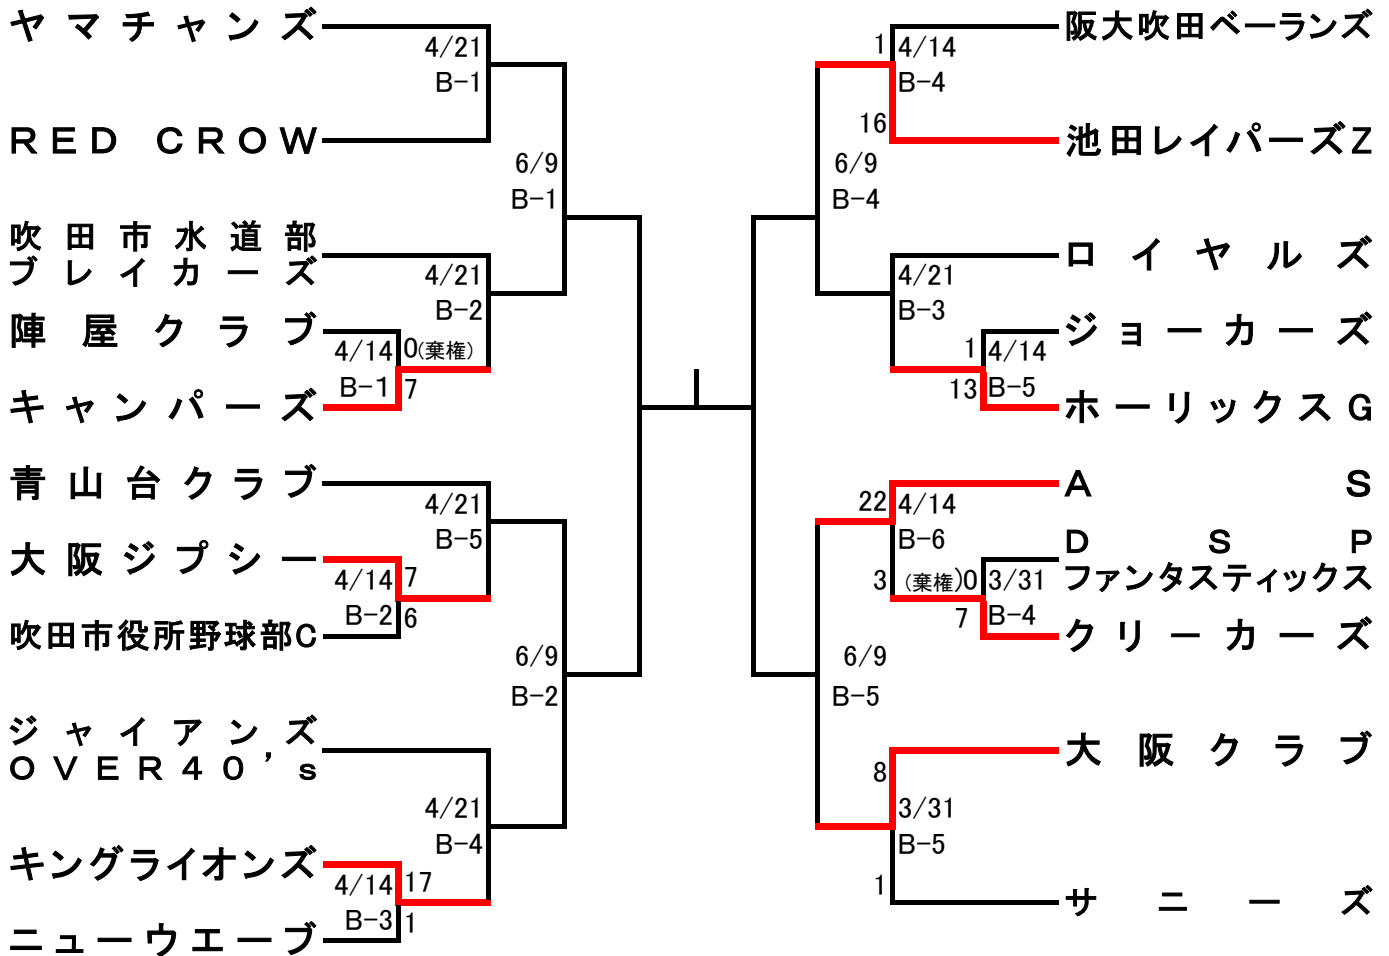 ヤマチャンズ
4/21
B-1
RED CROW
6/9
B-1
吹田市水道部
ブレイカーズ
4/21
B-2
陣屋クラブ
4/14
0(棄権)
B-1
7
キャンパーズ
青山台クラブ
4/21
B-5
大阪ジプシー
4/14
7
B-2
6
吹田市役所野球部C
6/9
B-2
ジャイアンズ
OVER40's
4/21
B-4
キングライオンズ
4/14
17
B-3
1
ニューウエーブ
阪大吹田ベーランズ
1
4/14
B-4
16
池田レイパーズZ
6/9
B-4
ロイヤルズ
4/21
B-3
ジョーカーズ
1
4/14
13
B-5
ホーリックスG
AS
22
4/14
B-6
DSP
ファンタスティックス
3
(棄権)0
3/31
7
B-4
クリーカーズ
6/9
B-5
大阪クラブ
8
3/31
B-5
1
サニーズ